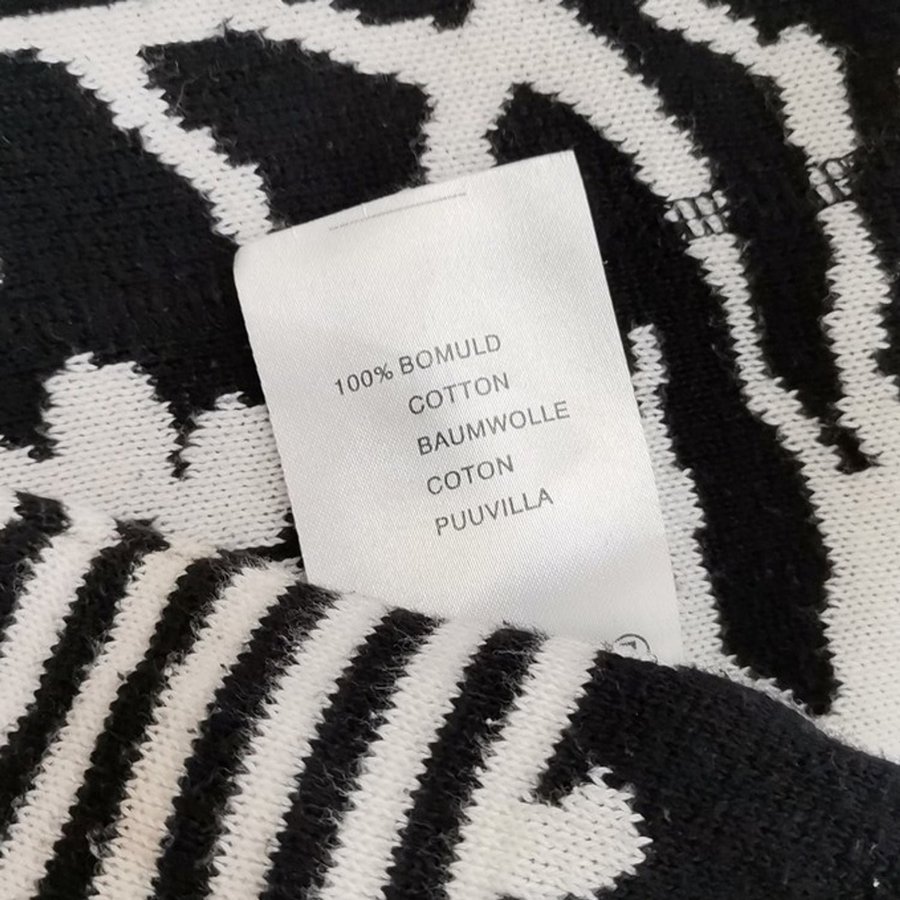 100% BOMULD
COTTON
BAUMWOLLE
COTON
PUUVILLA